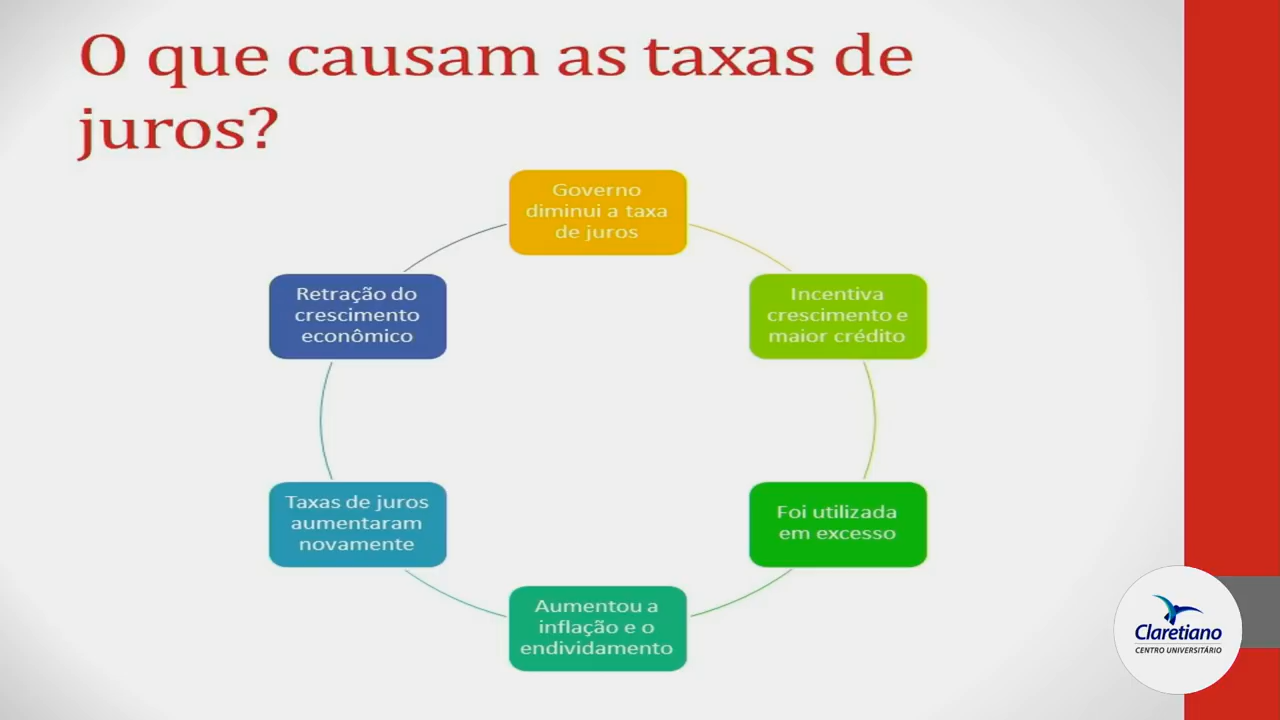 O que causam as taxas de
juros?
Governo
diminui a taxa
de juros
Incentiva
crescimento e
maior crédito
Foi utilizada
em excesso
Aumentou a
inflação e o
endividamento
Taxas de juros
aumentaram
novamente
Retração do
crescimento
econômico
Claretiano
CENTRO UNIVERSITÁRIO